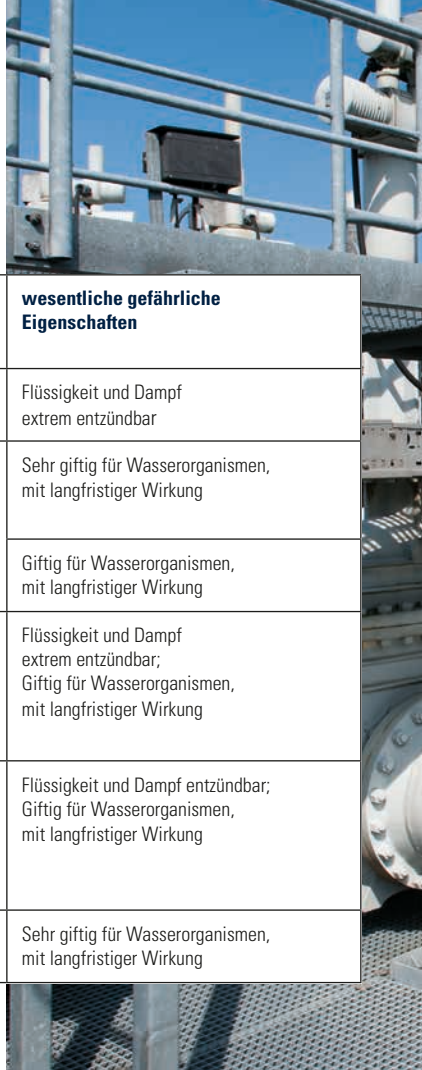 wesentliche gefährliche
Eigenschaften
Flüssigkeit und Dampf
extrem entzündbar
Sehr giftig für Wasserorganismen,
mit langfristiger Wirkung
Giftig für Wasserorganismen,
mit langfristiger Wirkung
Flüssigkeit und Dampf
extrem entzündbar;
Giftig für Wasserorganismen,
mit langfristiger Wirkung
Flüssigkeit und Dampf entzündbar;
Giftig für Wasserorganismen,
mit langfristiger Wirkung
Sehr giftig für Wasserorganismen,
mit langfristiger Wirkung